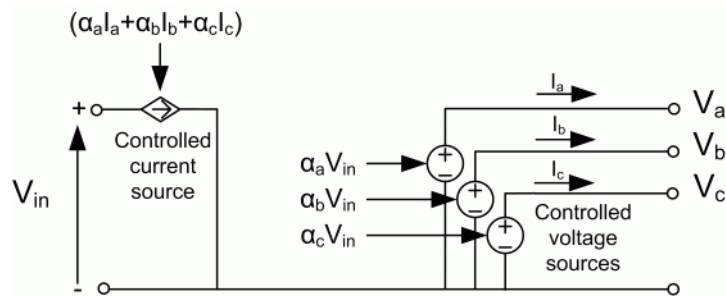 (αaIa+αbIb+αcIc)
+
Controlled
current
source
Vin
-
αaVin
αbVin
αcVin
+
-
+
-
+
-
Ia
Ib
Ic
Va
Vb
Vc
Controlled
voltage
sources